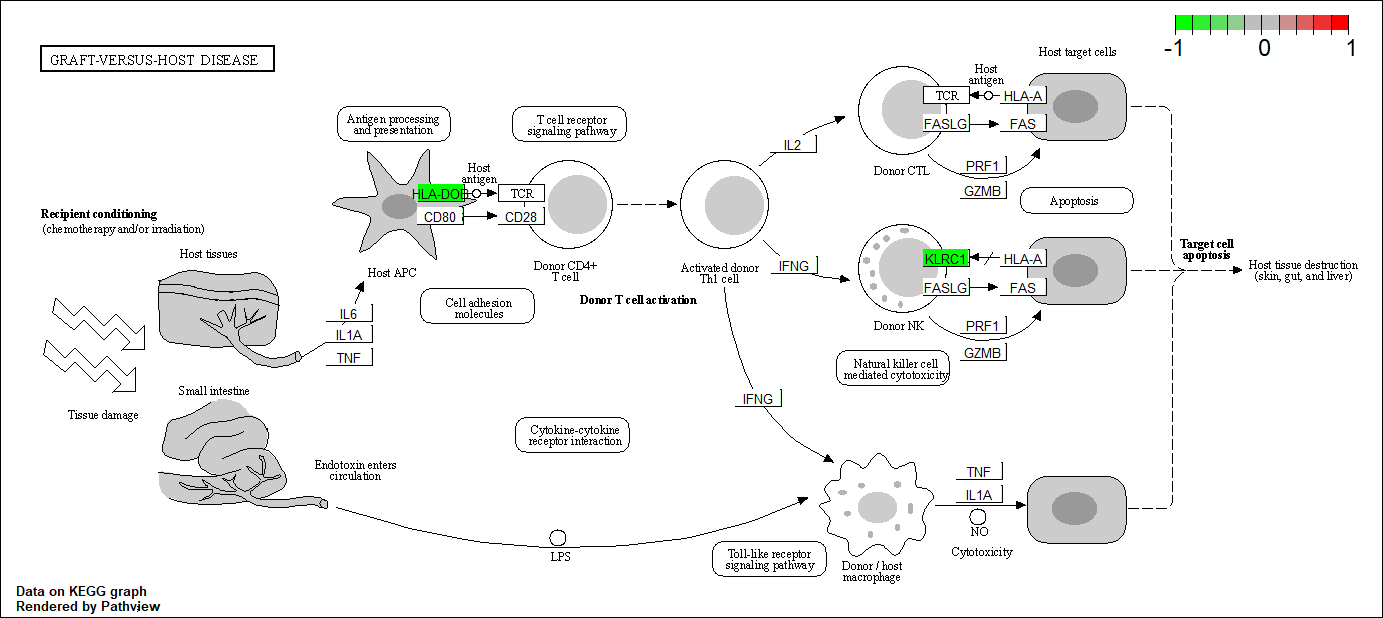 -1 0 1
GRAFT-VERSUS-HOST DISEASE
Host target cells
Host
antigen
TCR
HLA-A
FASLG
FAS
Antigen processing
and presentation
T cell receptor
signaling pathway
IL2
Donor CTL
PRF1
GZMB
Apoptosis
Host
antigen
HLA-DOB
TCR
CD80
CD28
Recipient conditioning
(chemotherapy and/or irradiation)
Host tissues
Host APC
Donor CD4+
T cell
Activated donor
Th1 cell
IFNG
KLRC1
HLA-A
FASLG
FAS
Target cell
apoptosis
Host tissue destruction
(skin, gut, and liver)
Cell adhesion
molecules
Donor T cell activation
IL6
IL1A
TNF
Donor NK
PRF1
GZMB
Natural killer cell
mediated cytotoxicity
Small intestine
Tissue damage
IFNG
Cytokine-cytokine
receptor interaction
Endotoxin enters
circulation
TNF
IL1A
NO
Cytotoxicity
LPS
Toll-like receptor
signaling pathway
Donor / host
macrophage
Data on KEGG graph
Rendered by Pathview